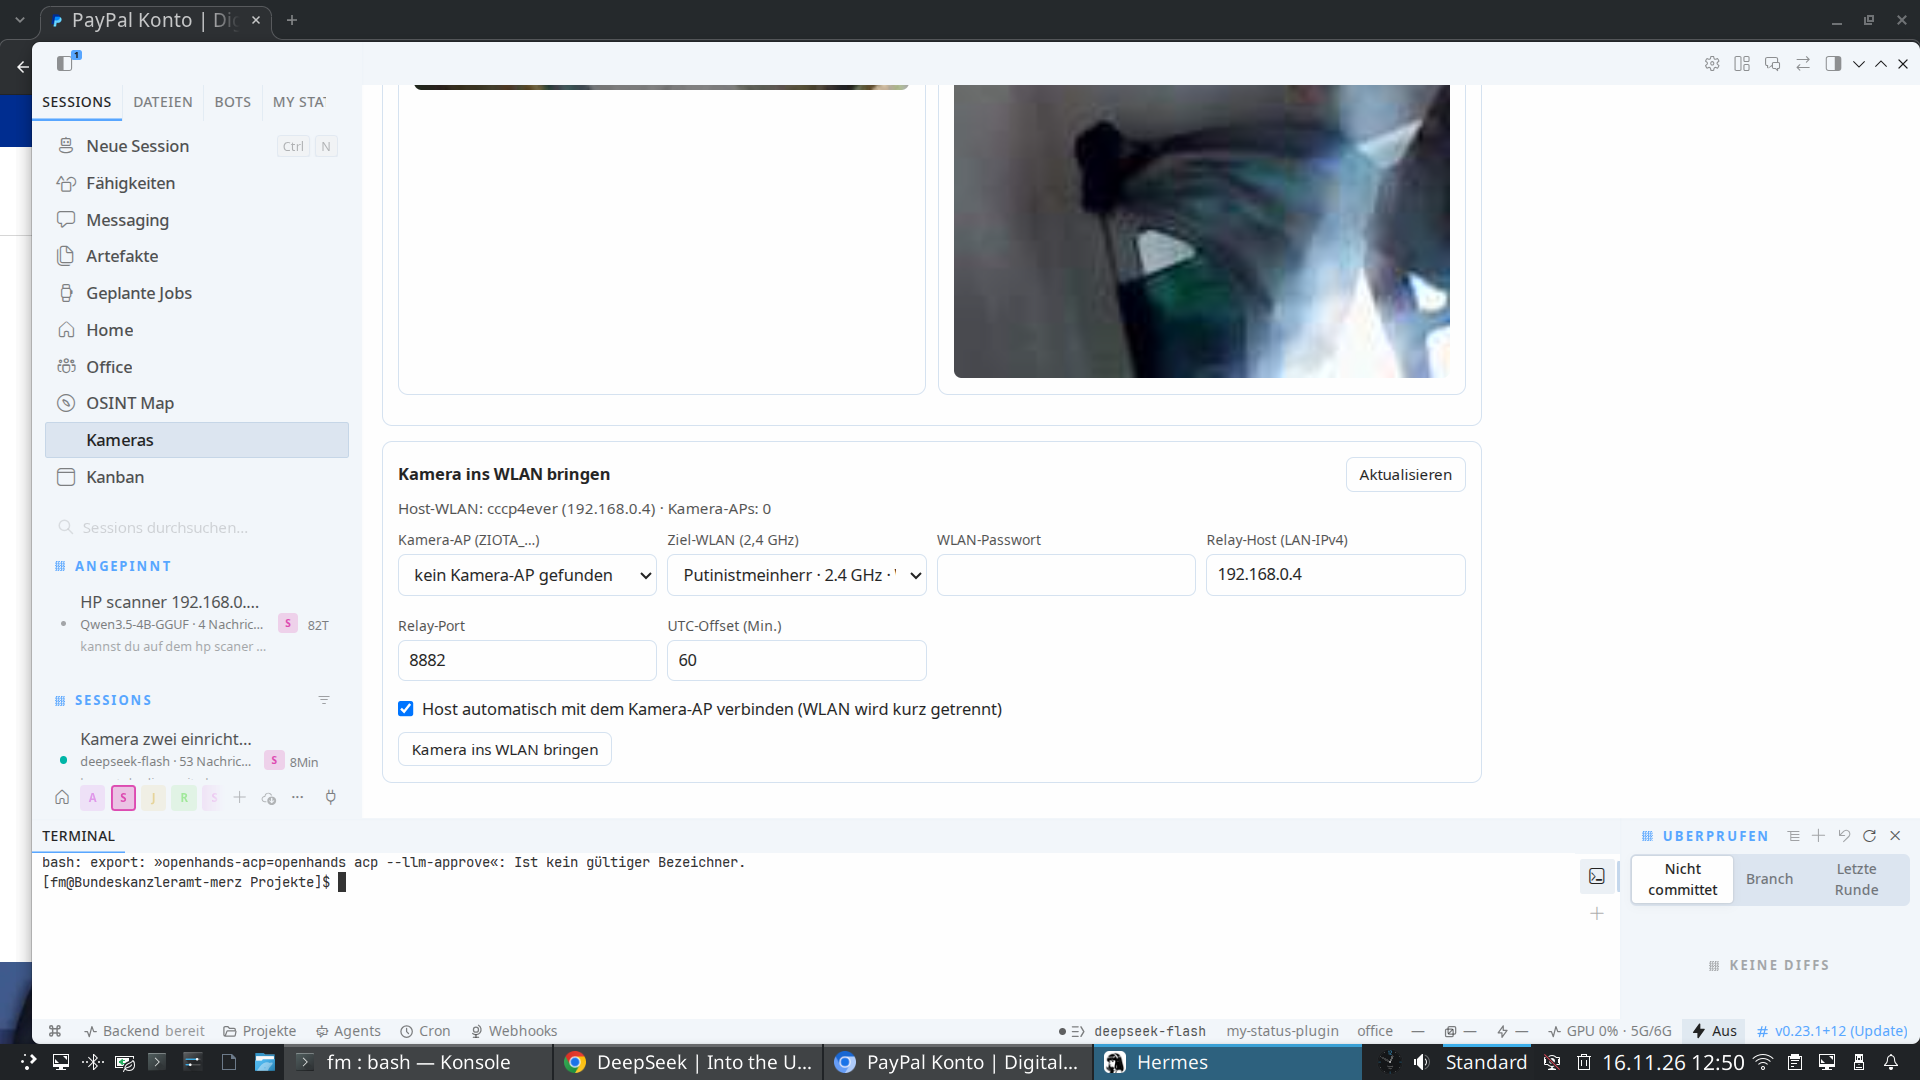 PayPal Konto | Di
1
SESSIONS
DATEIEN
BOTS
MY STA
Neue Session
Ctrl
N
Fähigkeiten
Messaging
Artefakte
Geplante Jobs
Home
Office
OSINT Map
Kameras
Kanban
Sessions durchsuchen...
ANGEPINNT
HP scanner 192.168.0....
Qwen3.5-4B-GGUF · 4 Nachric...
S
82T
kannst du auf dem hp scaner ...
SESSIONS
Kamera zwei einricht...
deepseek-flash · 53 Nachric...
S
8Min
A
S
J
R
S
Kamera ins WLAN bringen
Aktualisieren
Host-WLAN: cccp4ever (192.168.0.4) · Kamera-APs: 0
Kamera-AP (ZIOTA_...)
Ziel-WLAN (2,4 GHz)
WLAN-Passwort
Relay-Host (LAN-IPv4)
kein Kamera-AP gefunden
Putinistmeinherr · 2.4 GHz ·
192.168.0.4
Relay-Port
UTC-Offset (Min.)
8882
60
Host automatisch mit dem Kamera-AP verbinden (WLAN wird kurz getrennt)
Kamera ins WLAN bringen
TERMINAL
bash: export: »openhands-acp=openhands acp --llm-approve«: Ist kein gültiger Bezeichner.
[fm@Bundeskanzleramt-merz Projekte]$
UBERPRUFEN
Nicht committet
Branch
Letzte Runde
KEINE DIFFS
Backend bereit
Projekte
Agents
Cron
Webhooks
deepseek-flash
my-status-plugin
office
—
—
—
GPU 0% · 5G/6G
Aus
v0.23.1+12 (Update)
fm : bash — Konsole
DeepSeek | Into the U...
PayPal Konto | Digital...
Hermes
Standard
16.11.26 12:50